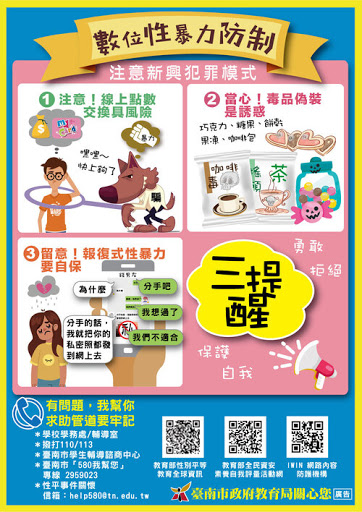 數位性暴力防制
注意新興犯罪模式
1 注意！線上點數
交換具風險
性暴力
嘿嘿～
快上鉤了
騙
2 當心！毒品偽裝
是誘惑
巧克力、糖果、餅乾
果凍、咖啡包
咖啡
毒
茶
3 留意！報復式性暴力
要自保
為什麼
分手吧
我想過了
我們不適合
分手的話，
我就把你的
私密照都發
到網上去
私
三提醒
勇敢
拒絕
保護
自我
有問題，我幫你
求助管道要牢記
*學校學務處/輔導室
*撥打110/113
*臺南市學生輔導諮商中心
*臺南市「580我幫您」
專線 2959023
*性平事件關懷
信箱：help580@tn.edu.tw
教育部性別平等
教育全球資訊
教育部全民資安
素養自我評量活動網
IWIN 網路內容
防護機構
臺南市政府教育局關心您 廣告